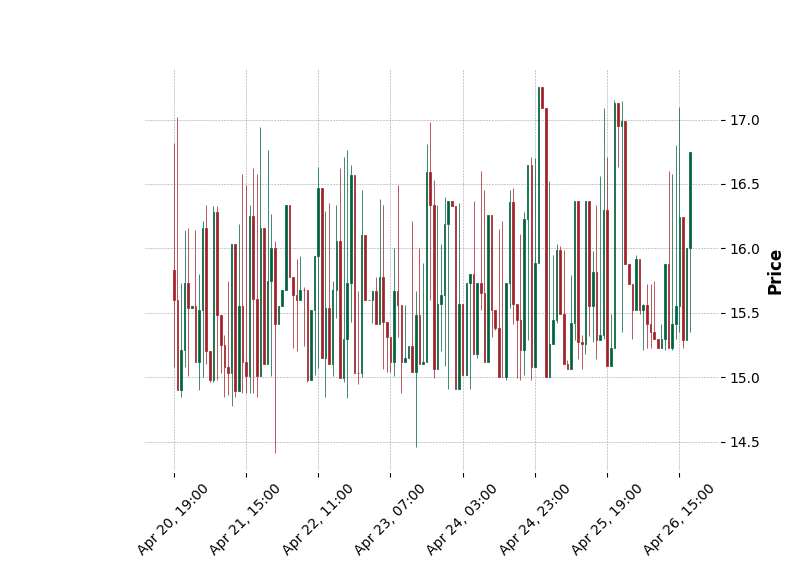 17.0
16.5
16.0
15.5
15.0
14.5
Price
Apr 20, 19:00
Apr 21, 15:00
Apr 22, 11:00
Apr 23, 07:00
Apr 24, 03:00
Apr 24, 23:00
Apr 25, 19:00
Apr 26, 15:00